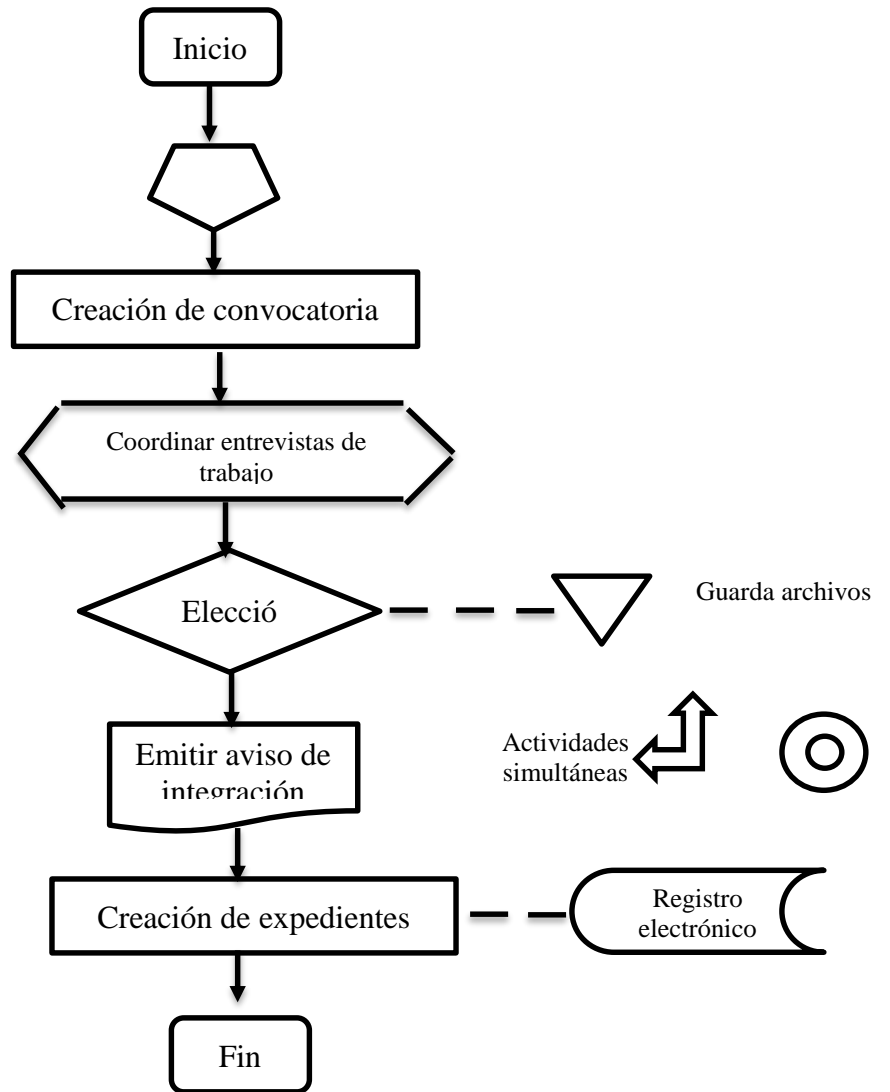 Inicio
Creación de convocatoria
Coordinar entrevistas de
trabajo
Elecció
Guarda archivos
Emitir aviso de
integración
Actividades
simultáneas
Creación de expedientes
Registro
electrónico
Fin